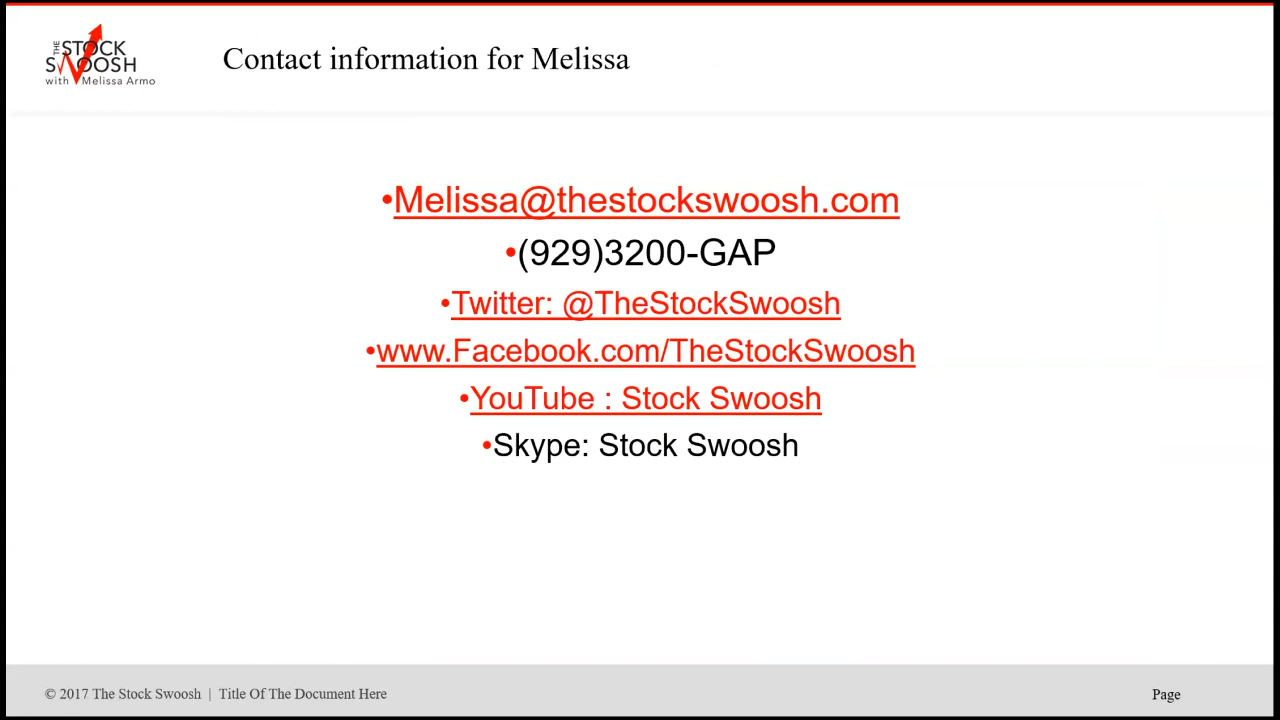 THE STOCK
SWOOSH
with Melissa Armo
Contact information for Melissa
•Melissa@thestockswoosh.com
•(929)3200-GAP
•Twitter: @TheStockSwoosh
•www.Facebook.com/TheStockSwoosh
•YouTube : Stock Swoosh
•Skype: Stock Swoosh
© 2017 The Stock Swoosh | Title Of The Document Here
Page